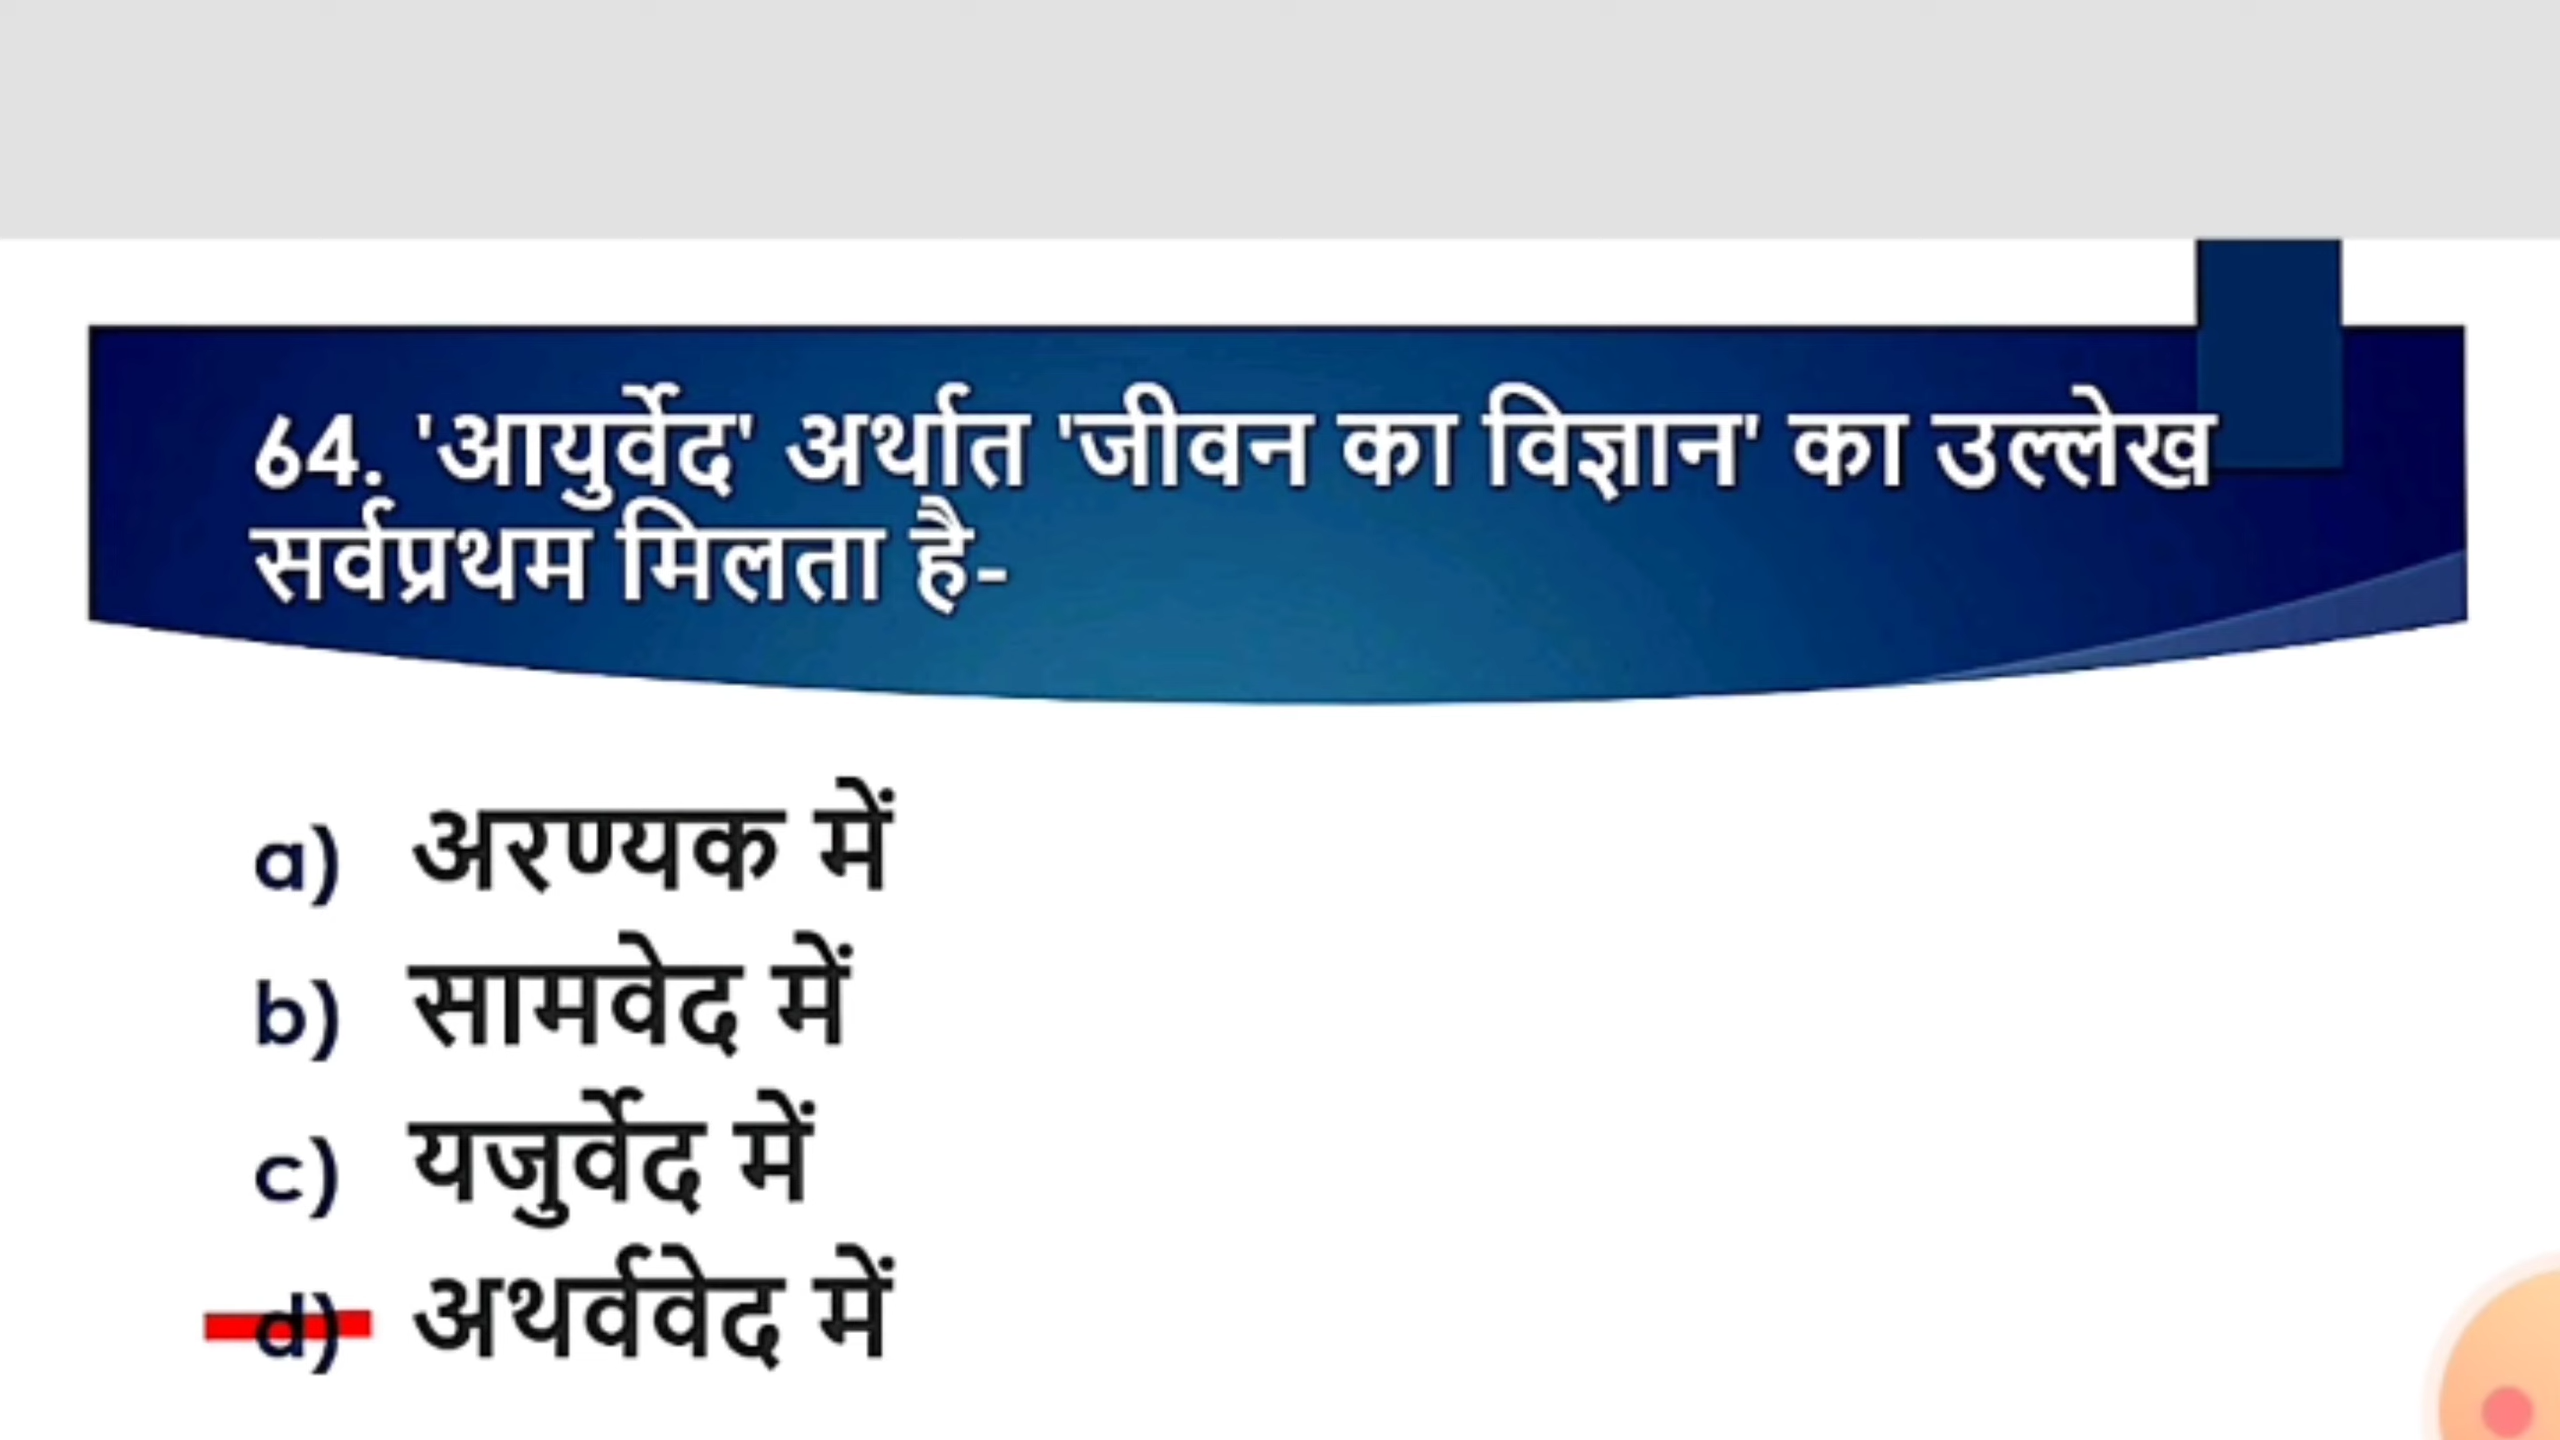 64. 'आयुर्वेद' अर्थात 'जीवन का विज्ञान' का उल्लेख
सर्वप्रथम मिलता है-
a) अरण्यक में
b) सामवेद में
c) यजुर्वेद में
d) अथर्ववेद में